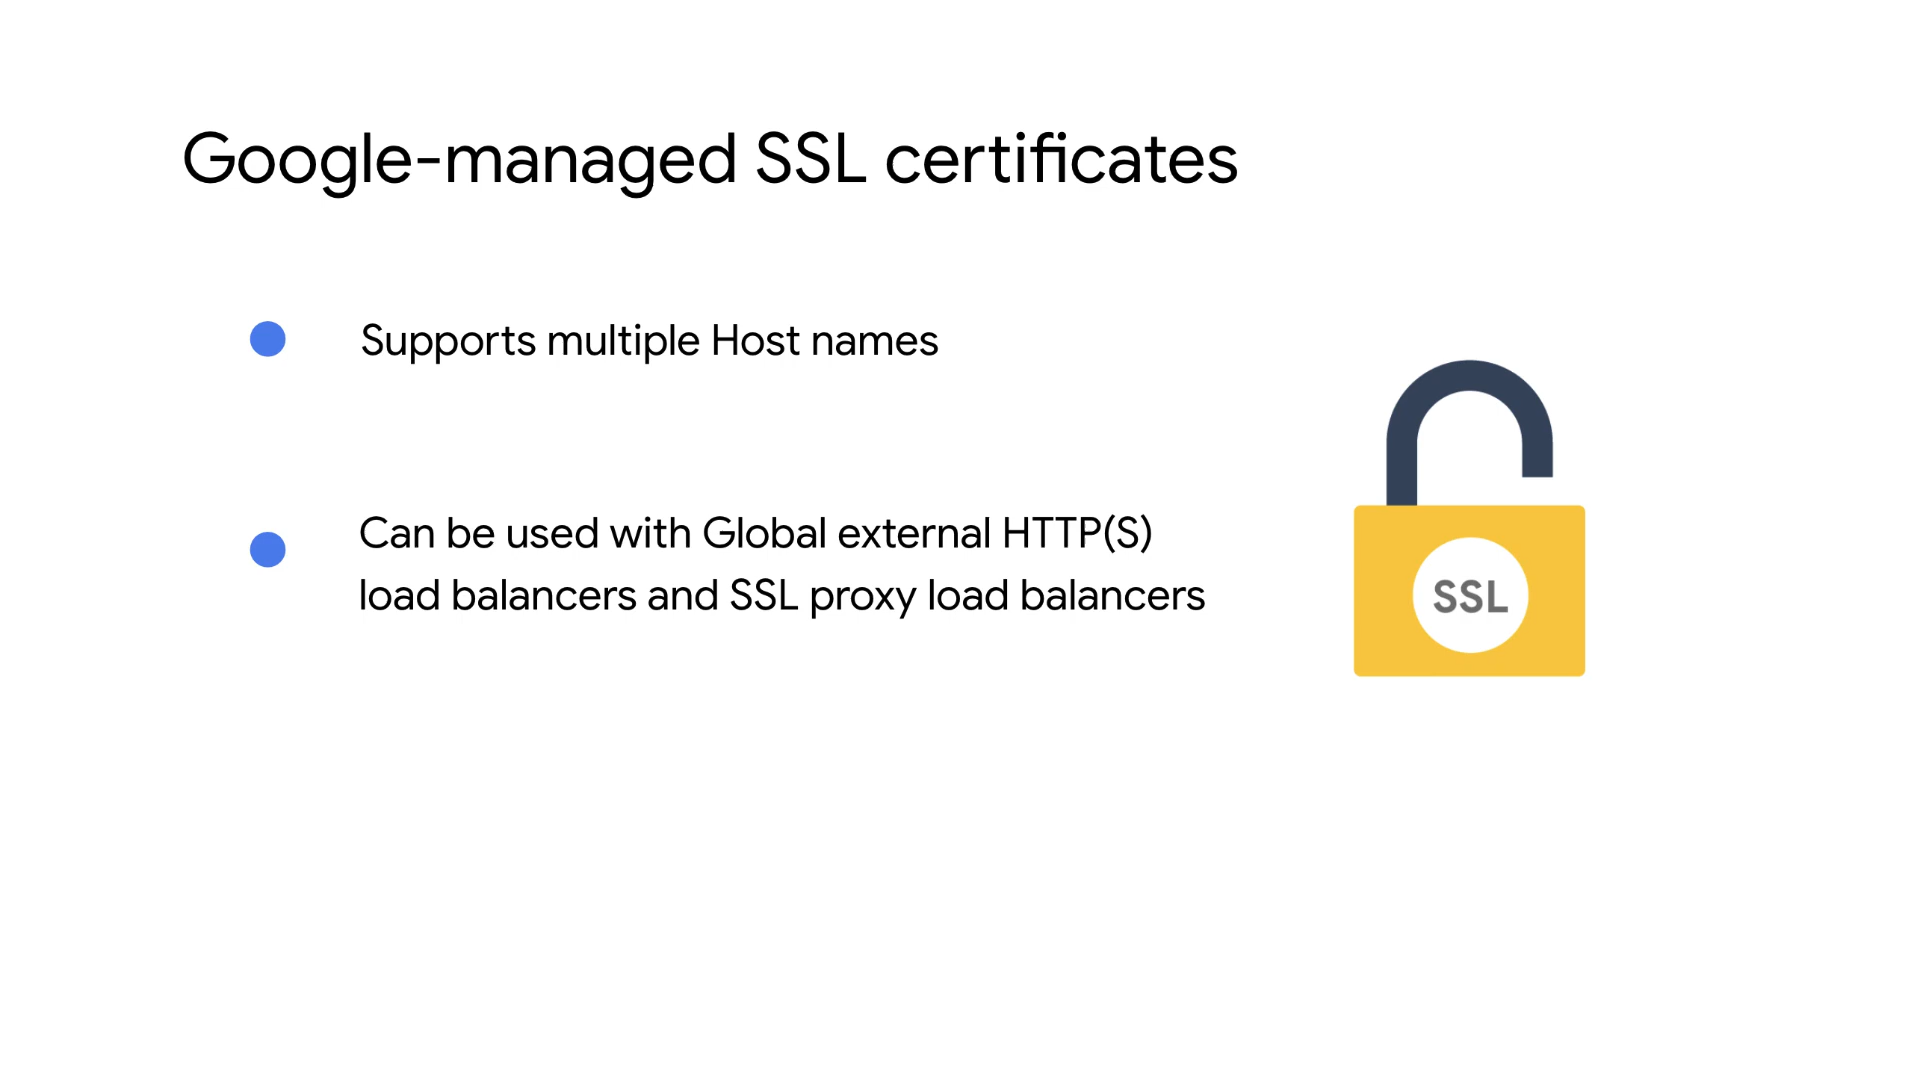 Google-managed SSL certificates
Supports multiple Host names
Can be used with Global external HTTP(S)
load balancers and SSL proxy load balancers
SSL